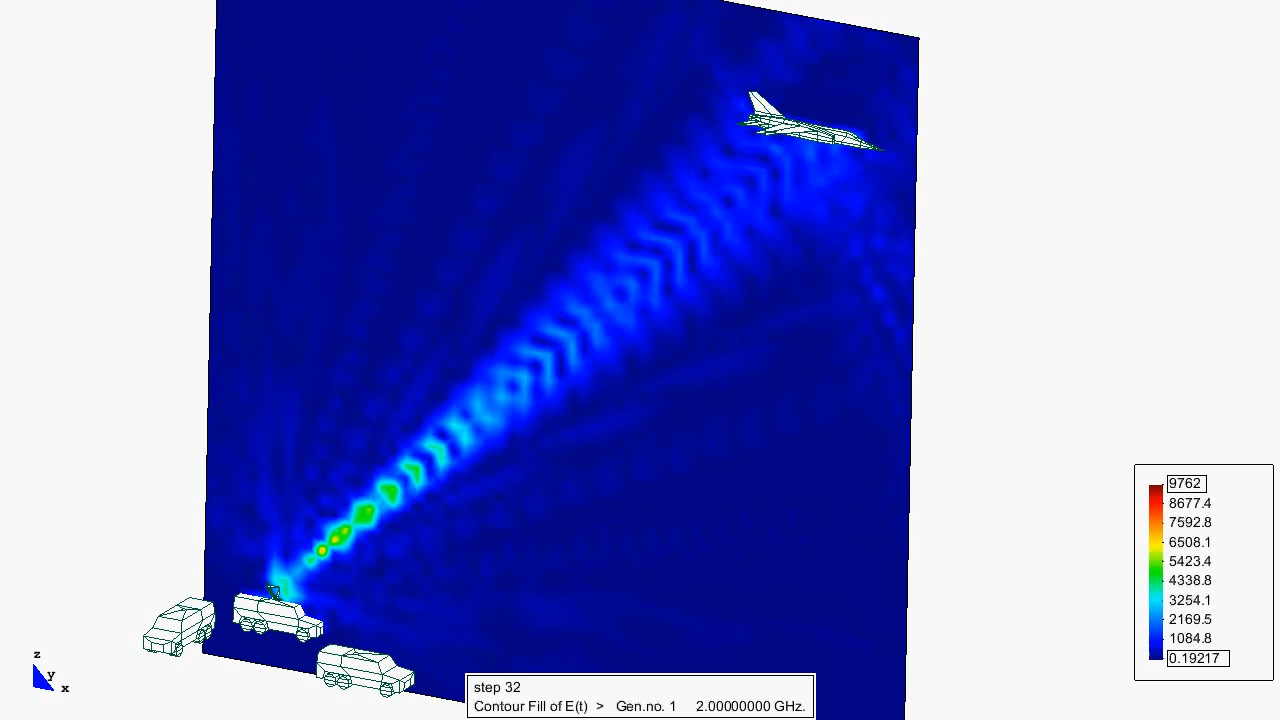 9762
8677.4
7592.8
6508.1
5423.4
4338.8
3254.1
2169.5
1084.8
0.19217
z
y
x
step 32
Contour Fill of E(t)  >  Gen.no. 1    2.00000000 GHz.